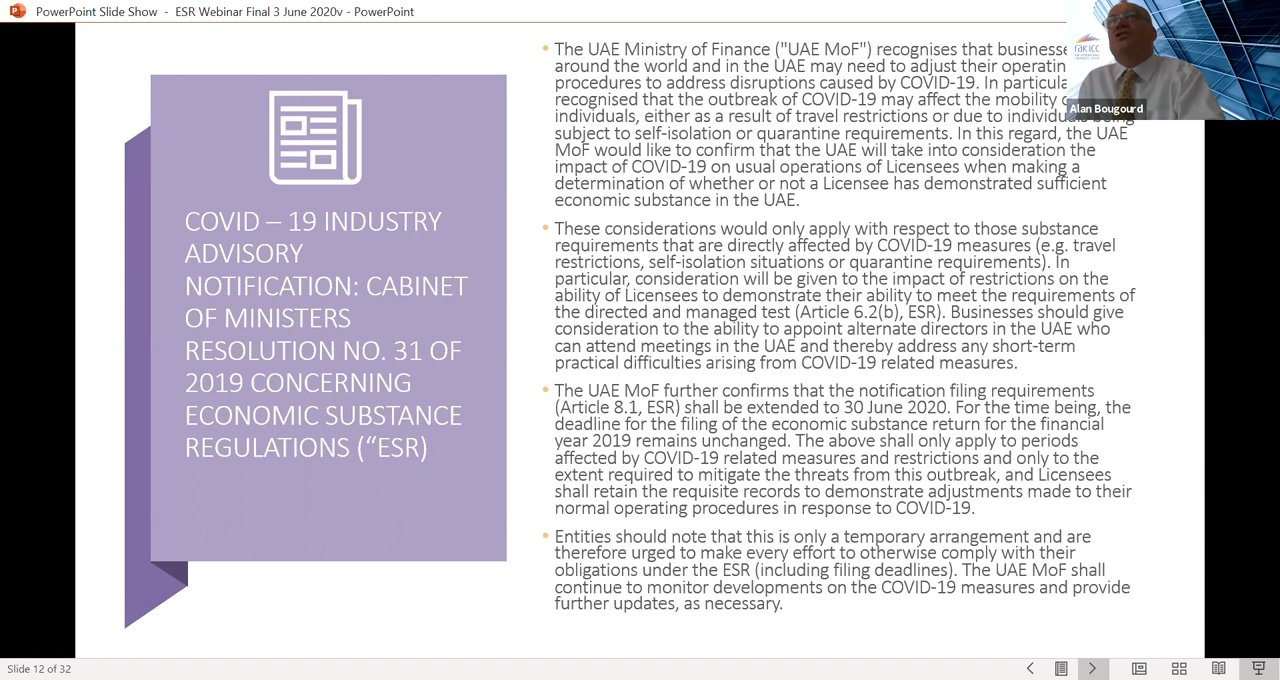 PowerPoint Slide Show - ESR Webinar Final 3 June 2020v - PowerPoint
COVID – 19 INDUSTRY
ADVISORY
NOTIFICATION: CABINET
OF MINISTERS
RESOLUTION NO. 31 OF
2019 CONCERNING
ECONOMIC SUBSTANCE
REGULATIONS (“ESR)
• The UAE Ministry of Finance ("UAE MoF") recognises that
around the world and in the UAE may need to adjust their
procedures to address disruptions caused by COVID-19. In
recognised that the outbreak of COVID-19 may affect the mobility
individuals, either as a result of travel restrictions or due to
subject to self-isolation or quarantine requirements. In this regard, the UAE
MoF would like to confirm that the UAE will take into consideration the
impact of COVID-19 on usual operations of Licensees when making a
determination of whether or not a Licensee has demonstrated sufficient
economic substance in the UAE.
• These considerations would only apply with respect to those substance
requirements that are directly affected by COVID-19 measures (e.g. travel
restrictions, self-isolation situations or quarantine requirements). In
particular, consideration will be given to the impact of restrictions on the
ability of Licensees to demonstrate their ability to meet the requirements of
the directed and managed test (Article 6.2(b), ESR). Businesses should give
consideration to the ability to appoint alternate directors in the UAE who
can attend meetings in the UAE and thereby address any short-term
practical difficulties arising from COVID-19 related measures.
• The UAE MoF further confirms that the notification filing requirements
(Article 8.1, ESR) shall be extended to 30 June 2020. For the time being, the
deadline for the filing of the economic substance return for the financial
year 2019 remains unchanged. The above shall only apply to periods
affected by COVID-19 related measures and restrictions and only to the
extent required to mitigate the threats from this outbreak, and Licensees
shall retain the requisite records to demonstrate adjustments made to their
normal operating procedures in response to COVID-19.
• Entities should note that this is only a temporary arrangement and are
therefore urged to make every effort to otherwise comply with their
obligations under the ESR (including filing deadlines). The UAE MoF shall
continue to monitor developments on the COVID-19 measures and provide
further updates, as necessary.
rak icc
Alan Bougourd
Slide 12 of 32